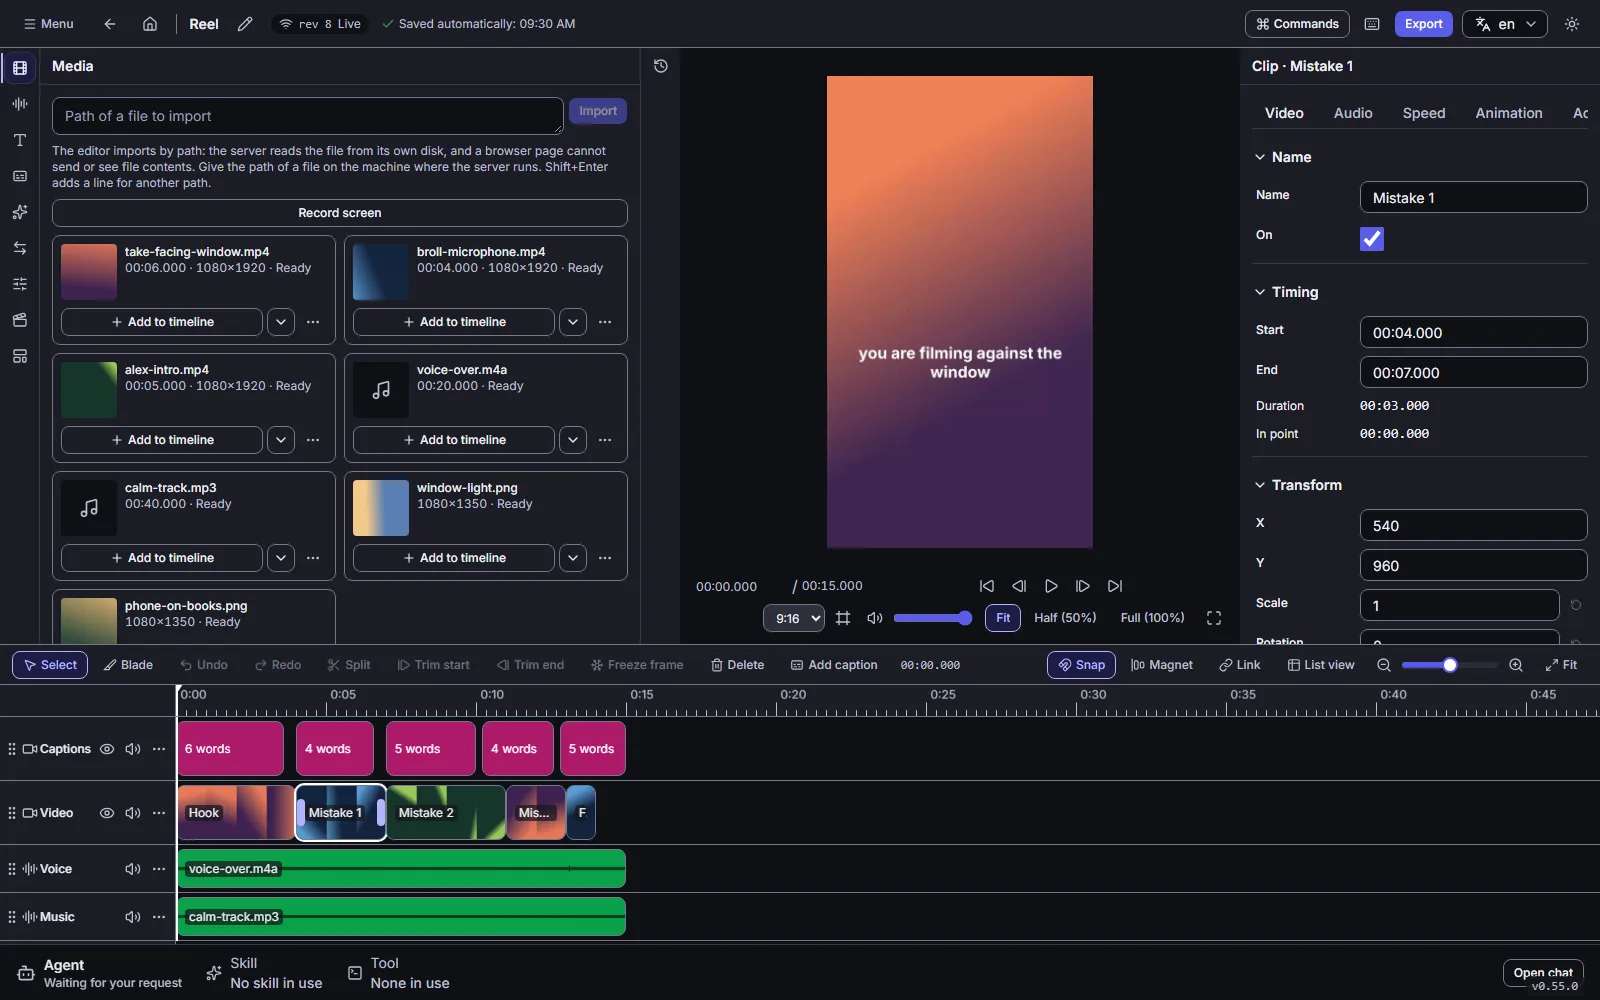 Menu
Reel
rev 8 Live
Saved automatically: 09:30 AM
Commands
Export
en
Media
Path of a file to import
Import
The editor imports by path: the server reads the file from its own disk, and a browser page cannot
send or see file contents. Give the path of a file on the machine where the server runs. Shift+Enter
adds a line for another path.
Record screen
take-facing-window.mp4
00:06.000 · 1080×1920 · Ready
+ Add to timeline
broll-microphone.mp4
00:04.000 · 1080×1920 · Ready
+ Add to timeline
alex-intro.mp4
00:05.000 · 1080×1920 · Ready
+ Add to timeline
voice-over.m4a
00:20.000 · Ready
+ Add to timeline
calm-track.mp3
00:40.000 · Ready
+ Add to timeline
window-light.png
1080×1350 · Ready
+ Add to timeline
phone-on-books.png
1080×1350 · Ready
you are filming against the
window
00:00.000 / 00:15.000
9:16
Fit
Half (50%)
Full (100%)
Clip · Mistake 1
Video
Audio
Speed
Animation
Ac
Name
Name
Mistake 1
On
Timing
Start
00:04.000
End
00:07.000
Duration
00:03.000
In point
00:00.000
Transform
X
540
Y
960
Scale
1
Rotation
Select
Blade
Undo
Redo
Split
Trim start
Trim end
Freeze frame
Delete
Add caption
00:00.000
Snap
Magnet
Link
List view
Fit
0:00
0:05
0:10
0:15
0:20
0:25
0:30
0:35
0:40
0:45
Captions
6 words
4 words
5 words
4 words
5 words
Video
Hook
Mistake 1
Mistake 2
Mis...
F
Voice
voice-over.m4a
Music
calm-track.mp3
Agent
Waiting for your request
Skill
No skill in use
Tool
None in use
Open chat
v0.55.0